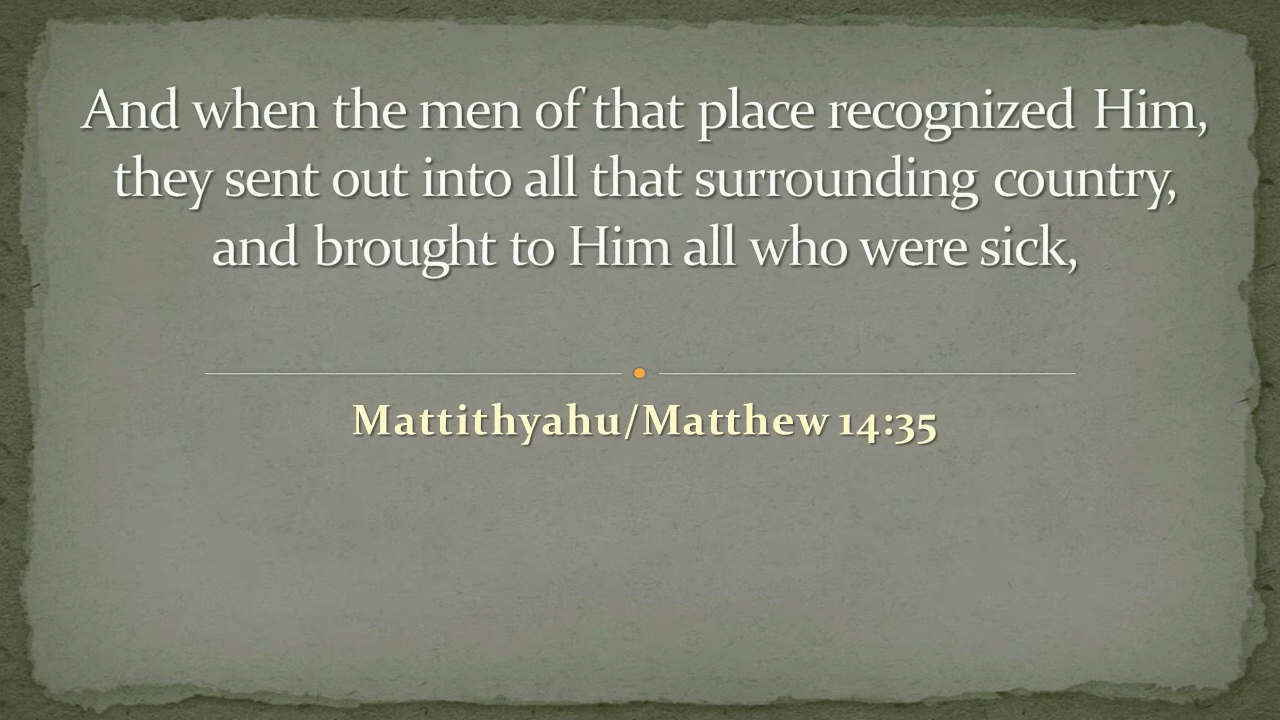 And when the men of that place recognized Him,
they sent out into all that surrounding country,
and brought to Him all who were sick,
Mattithyahu/Matthew 14:35